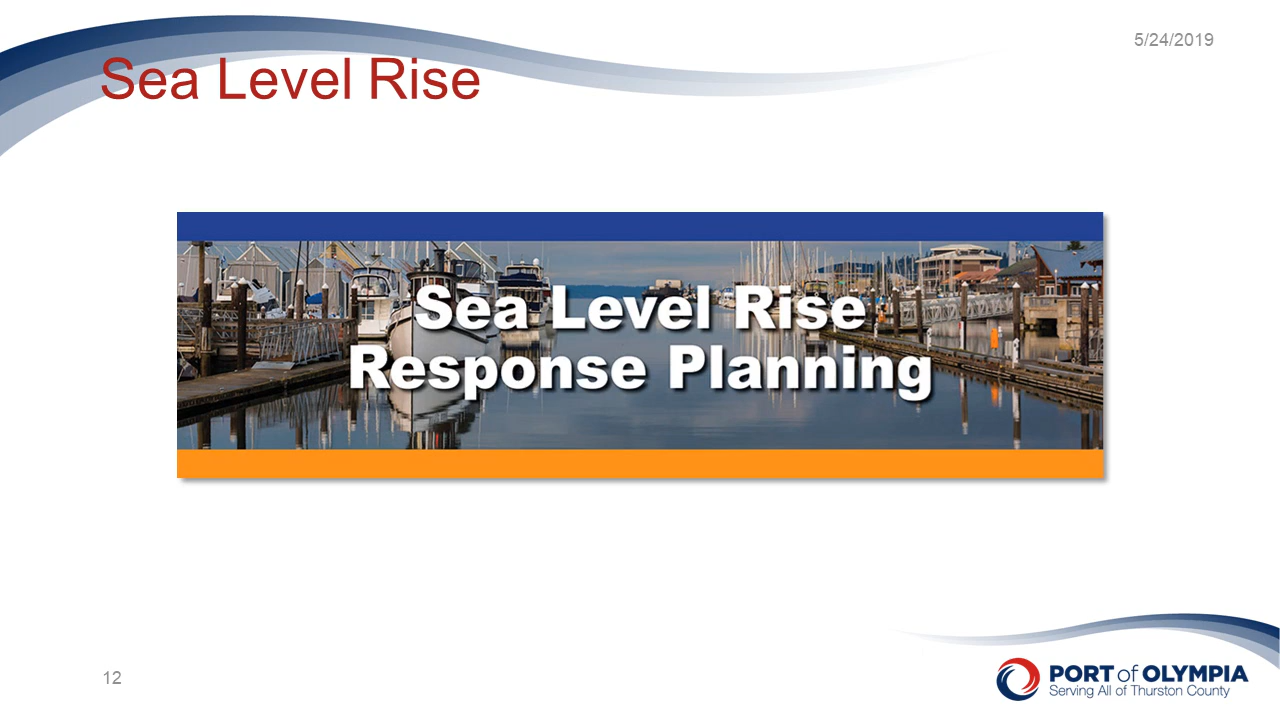 5/24/2019
Sea Level Rise
Sea Level Rise
Response Planning
12
PORT of OLYMPIA
Serving All of Thurston County